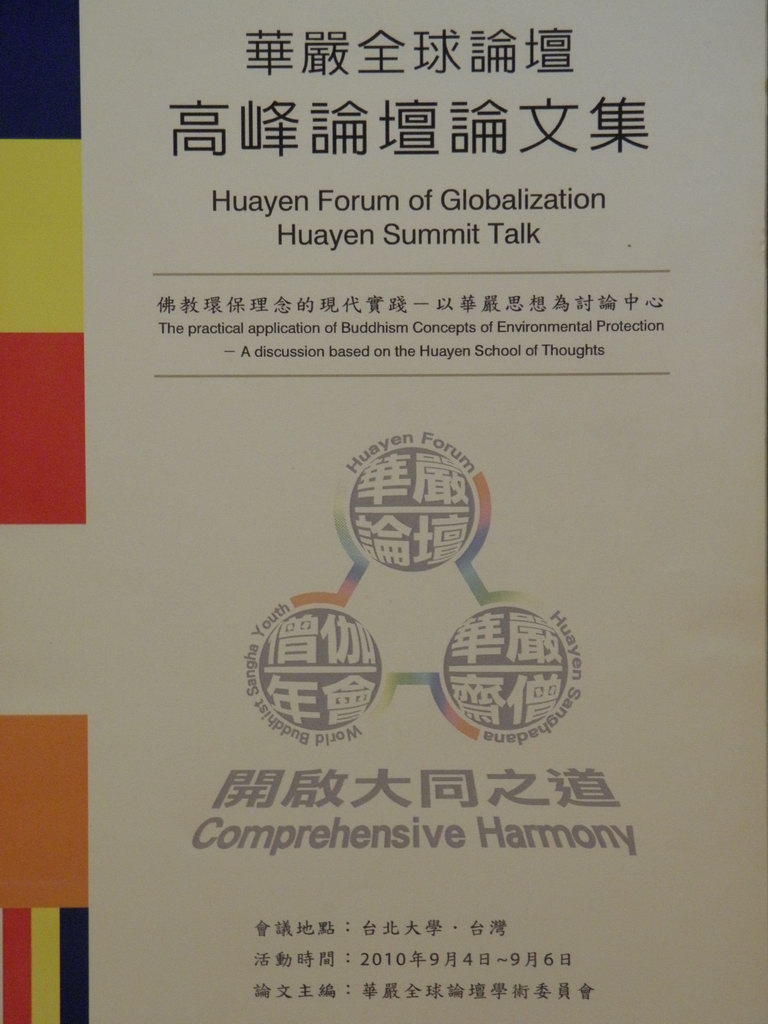 華嚴全球論壇
高峰論壇論文集
Huayen Forum of Globalization
Huayen Summit Talk
佛教環保理念的現代實踐－以華嚴思想為討論中心
The practical application of Buddhism Concepts of Environmental Protection
－ A discussion based on the Huayen School of Thoughts
Huayen Forum
華嚴
論壇
World Buddhist Sangha Youth
僧伽
年會
華嚴
齋僧
Huayen Sanghadana
開啟大同之道
Comprehensive Harmony
會議地點：台北大學．台灣
活動時間：2010年9月4日~9月6日
論文主編：華嚴全球論壇學術委員會